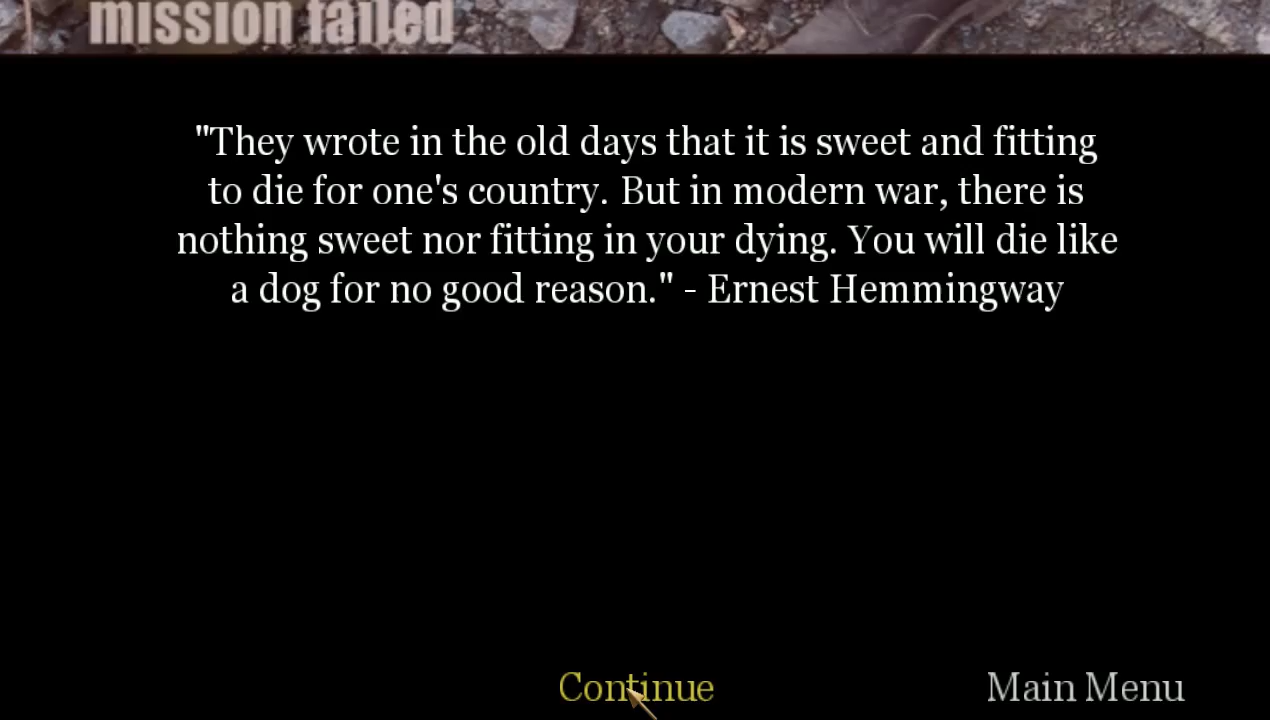 mission failed
"They wrote in the old days that it is sweet and fitting
to die for one's country. But in modern war, there is
nothing sweet nor fitting in your dying. You will die like
a dog for no good reason." - Ernest Hemmingway
Continue
Main Menu